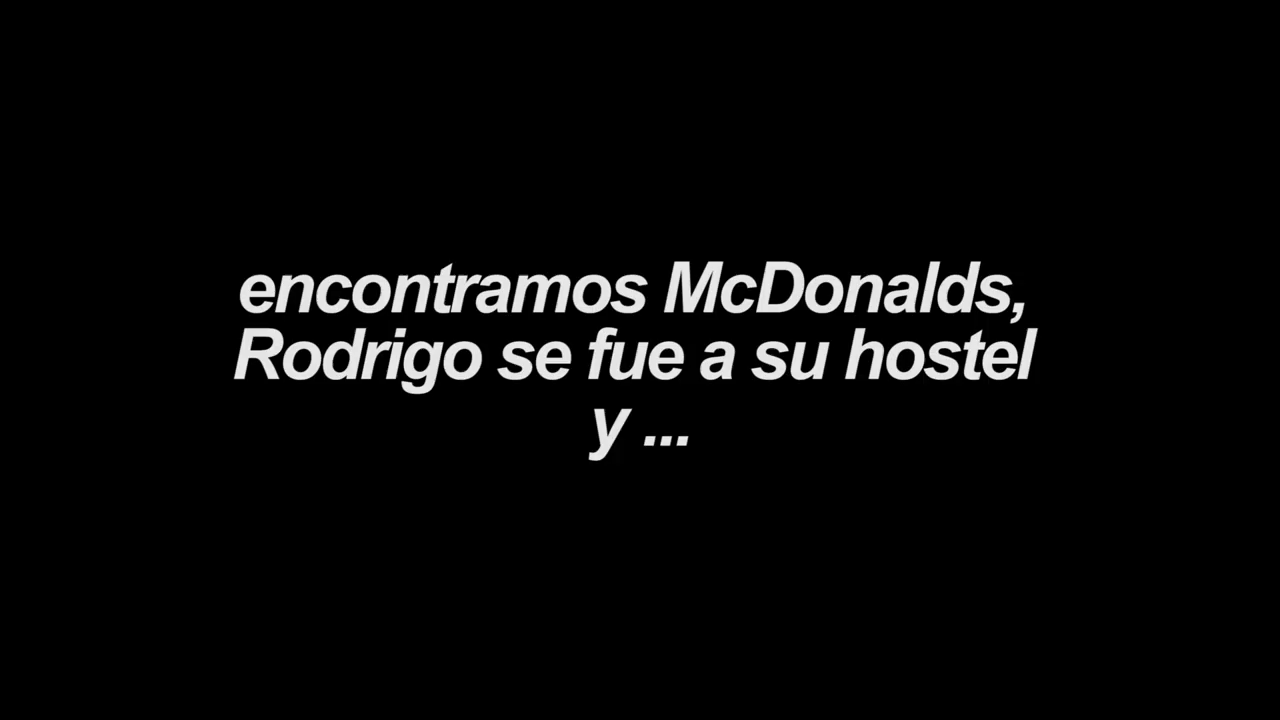 encontramos McDonalds,
Rodrigo se fue a su hostel
y ...